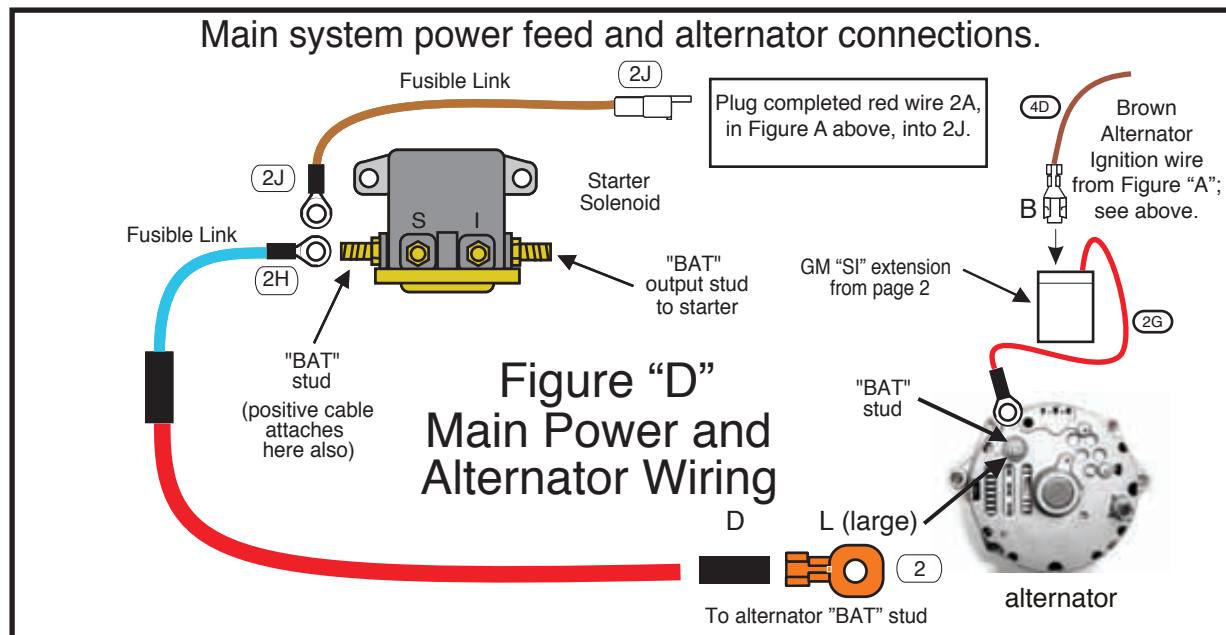 Main system power feed and alternator connections.
Fusible Link
2J
Plug completed red wire 2A,
in Figure A above, into 2J.
4D
Brown
Alternator
Ignition wire
from Figure “A”;
see above.
B
2J
Starter
Solenoid
S I
Fusible Link
2H
"BAT"
output stud
to starter
GM “SI” extension
from page 2
2G
"BAT"
stud
(positive cable
attaches
here also)
Figure “D”
Main Power and
Alternator Wiring
"BAT"
stud
D
L (large)
2
To alternator "BAT" stud
alternator